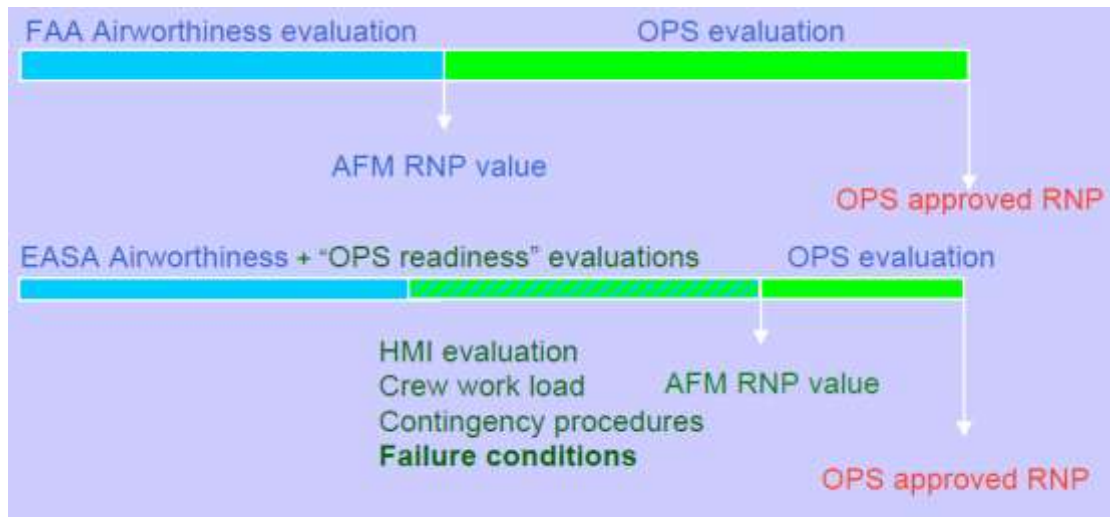 FAA Airworthiness evaluation OPS evaluation
AFM RNP value
OPS approved RNP
EASA Airworthiness + "OPS readiness" evaluations OPS evaluation
HMI evaluation
Crew work load AFM RNP value
Contingency procedures
Failure conditions
OPS approved RNP